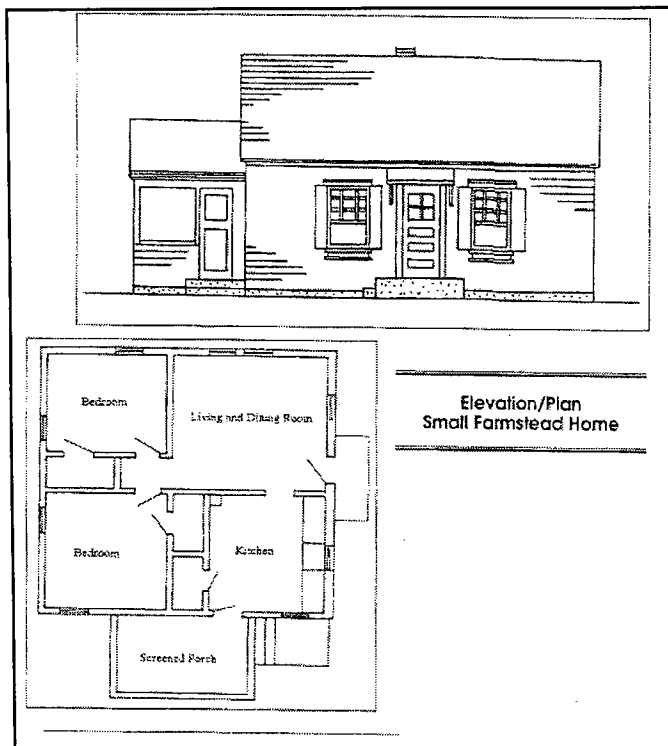 Elevation/Plan
Small Farmstead Home
Bedroom
Living and Dining Room
Bedroom
Kitchen
Screened Porch